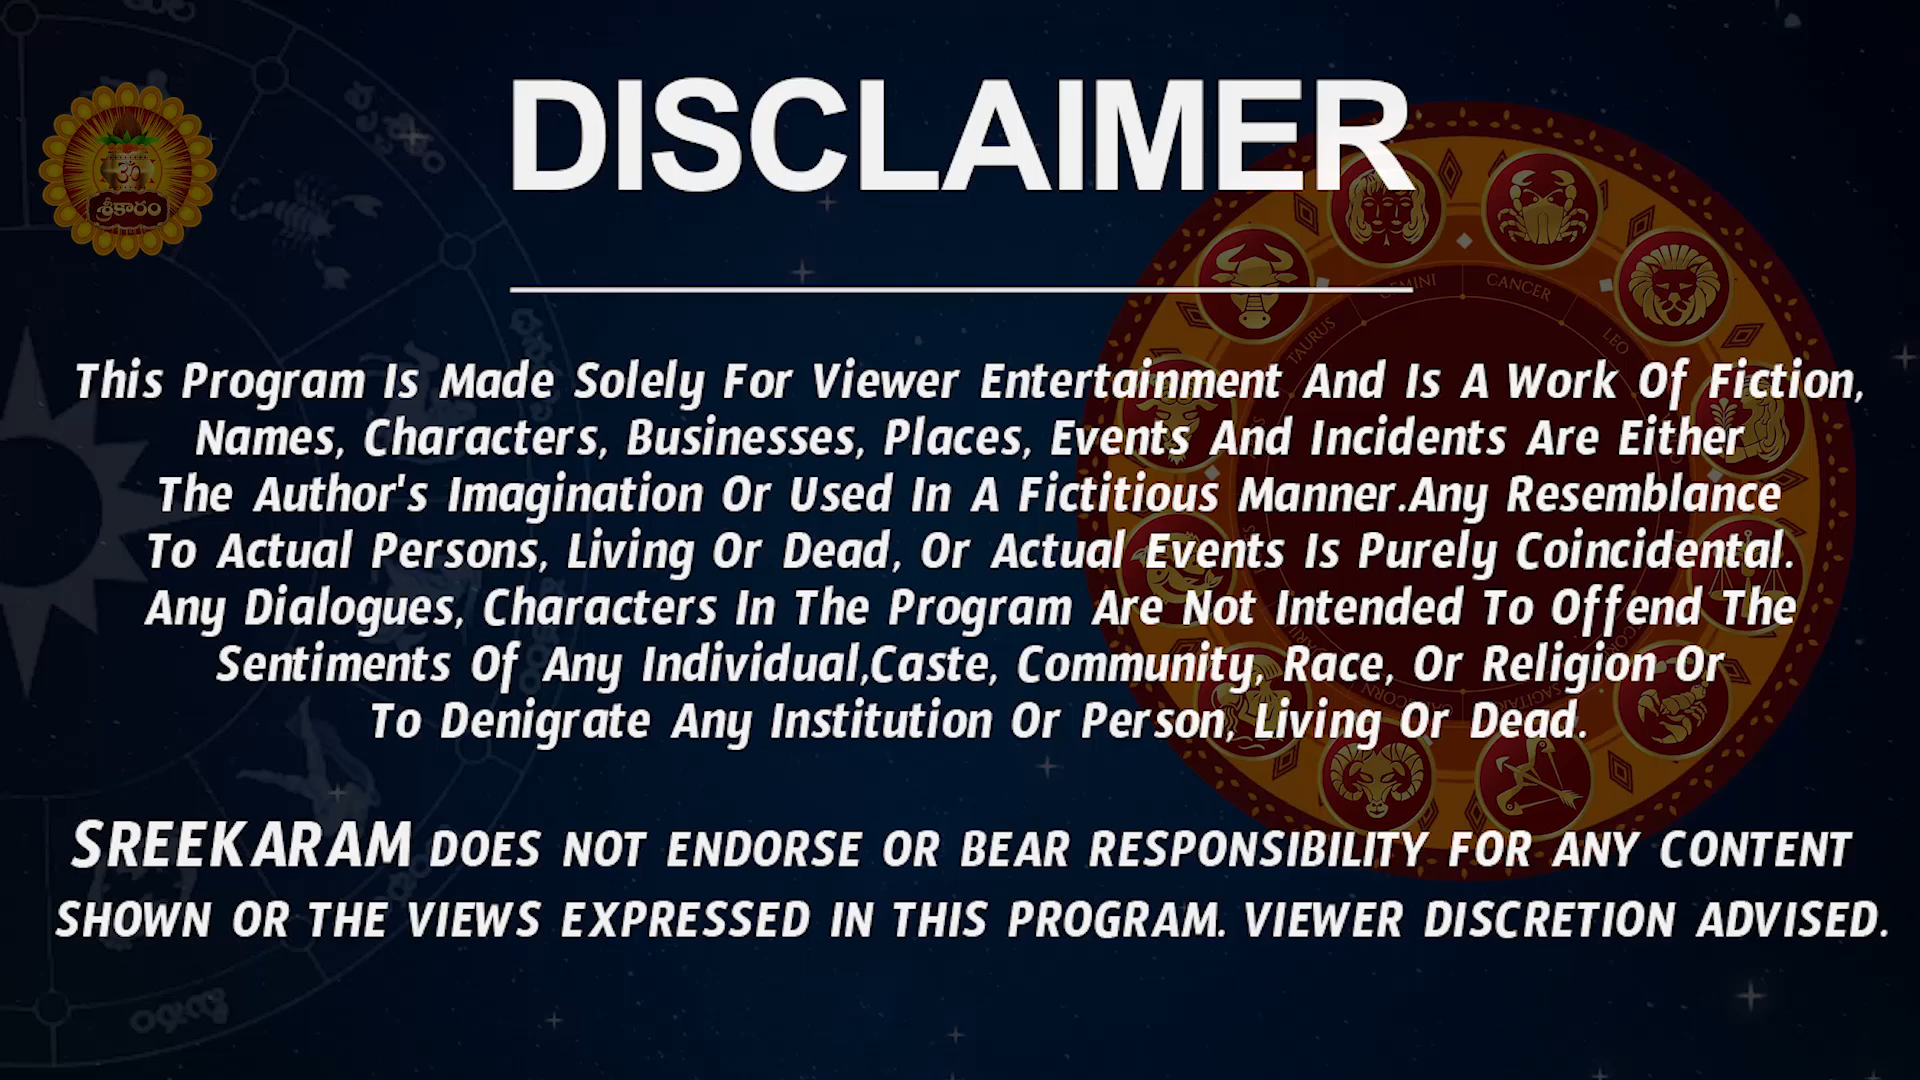 DISCLAIMER
ॐ
శ్రీకారం
GEMINI
CANCER
TAURUS
LEO
This Program Is Made Solely For Viewer Entertainment And Is A Work Of Fiction,
Names, Characters, Businesses, Places, Events And Incidents Are Either
The Author's Imagination Or Used In A Fictitious Manner.Any Resemblance
To Actual Persons, Living Or Dead, Or Actual Events Is Purely Coincidental.
Any Dialogues, Characters In The Program Are Not Intended To Offend The
Sentiments Of Any Individual,Caste, Community, Race, Or Religion Or
To Denigrate Any Institution Or Person, Living Or Dead.
SREEKARAM DOES NOT ENDORSE OR BEAR RESPONSIBILITY FOR ANY CONTENT
SHOWN OR THE VIEWS EXPRESSED IN THIS PROGRAM. VIEWER DISCRETION ADVISED.